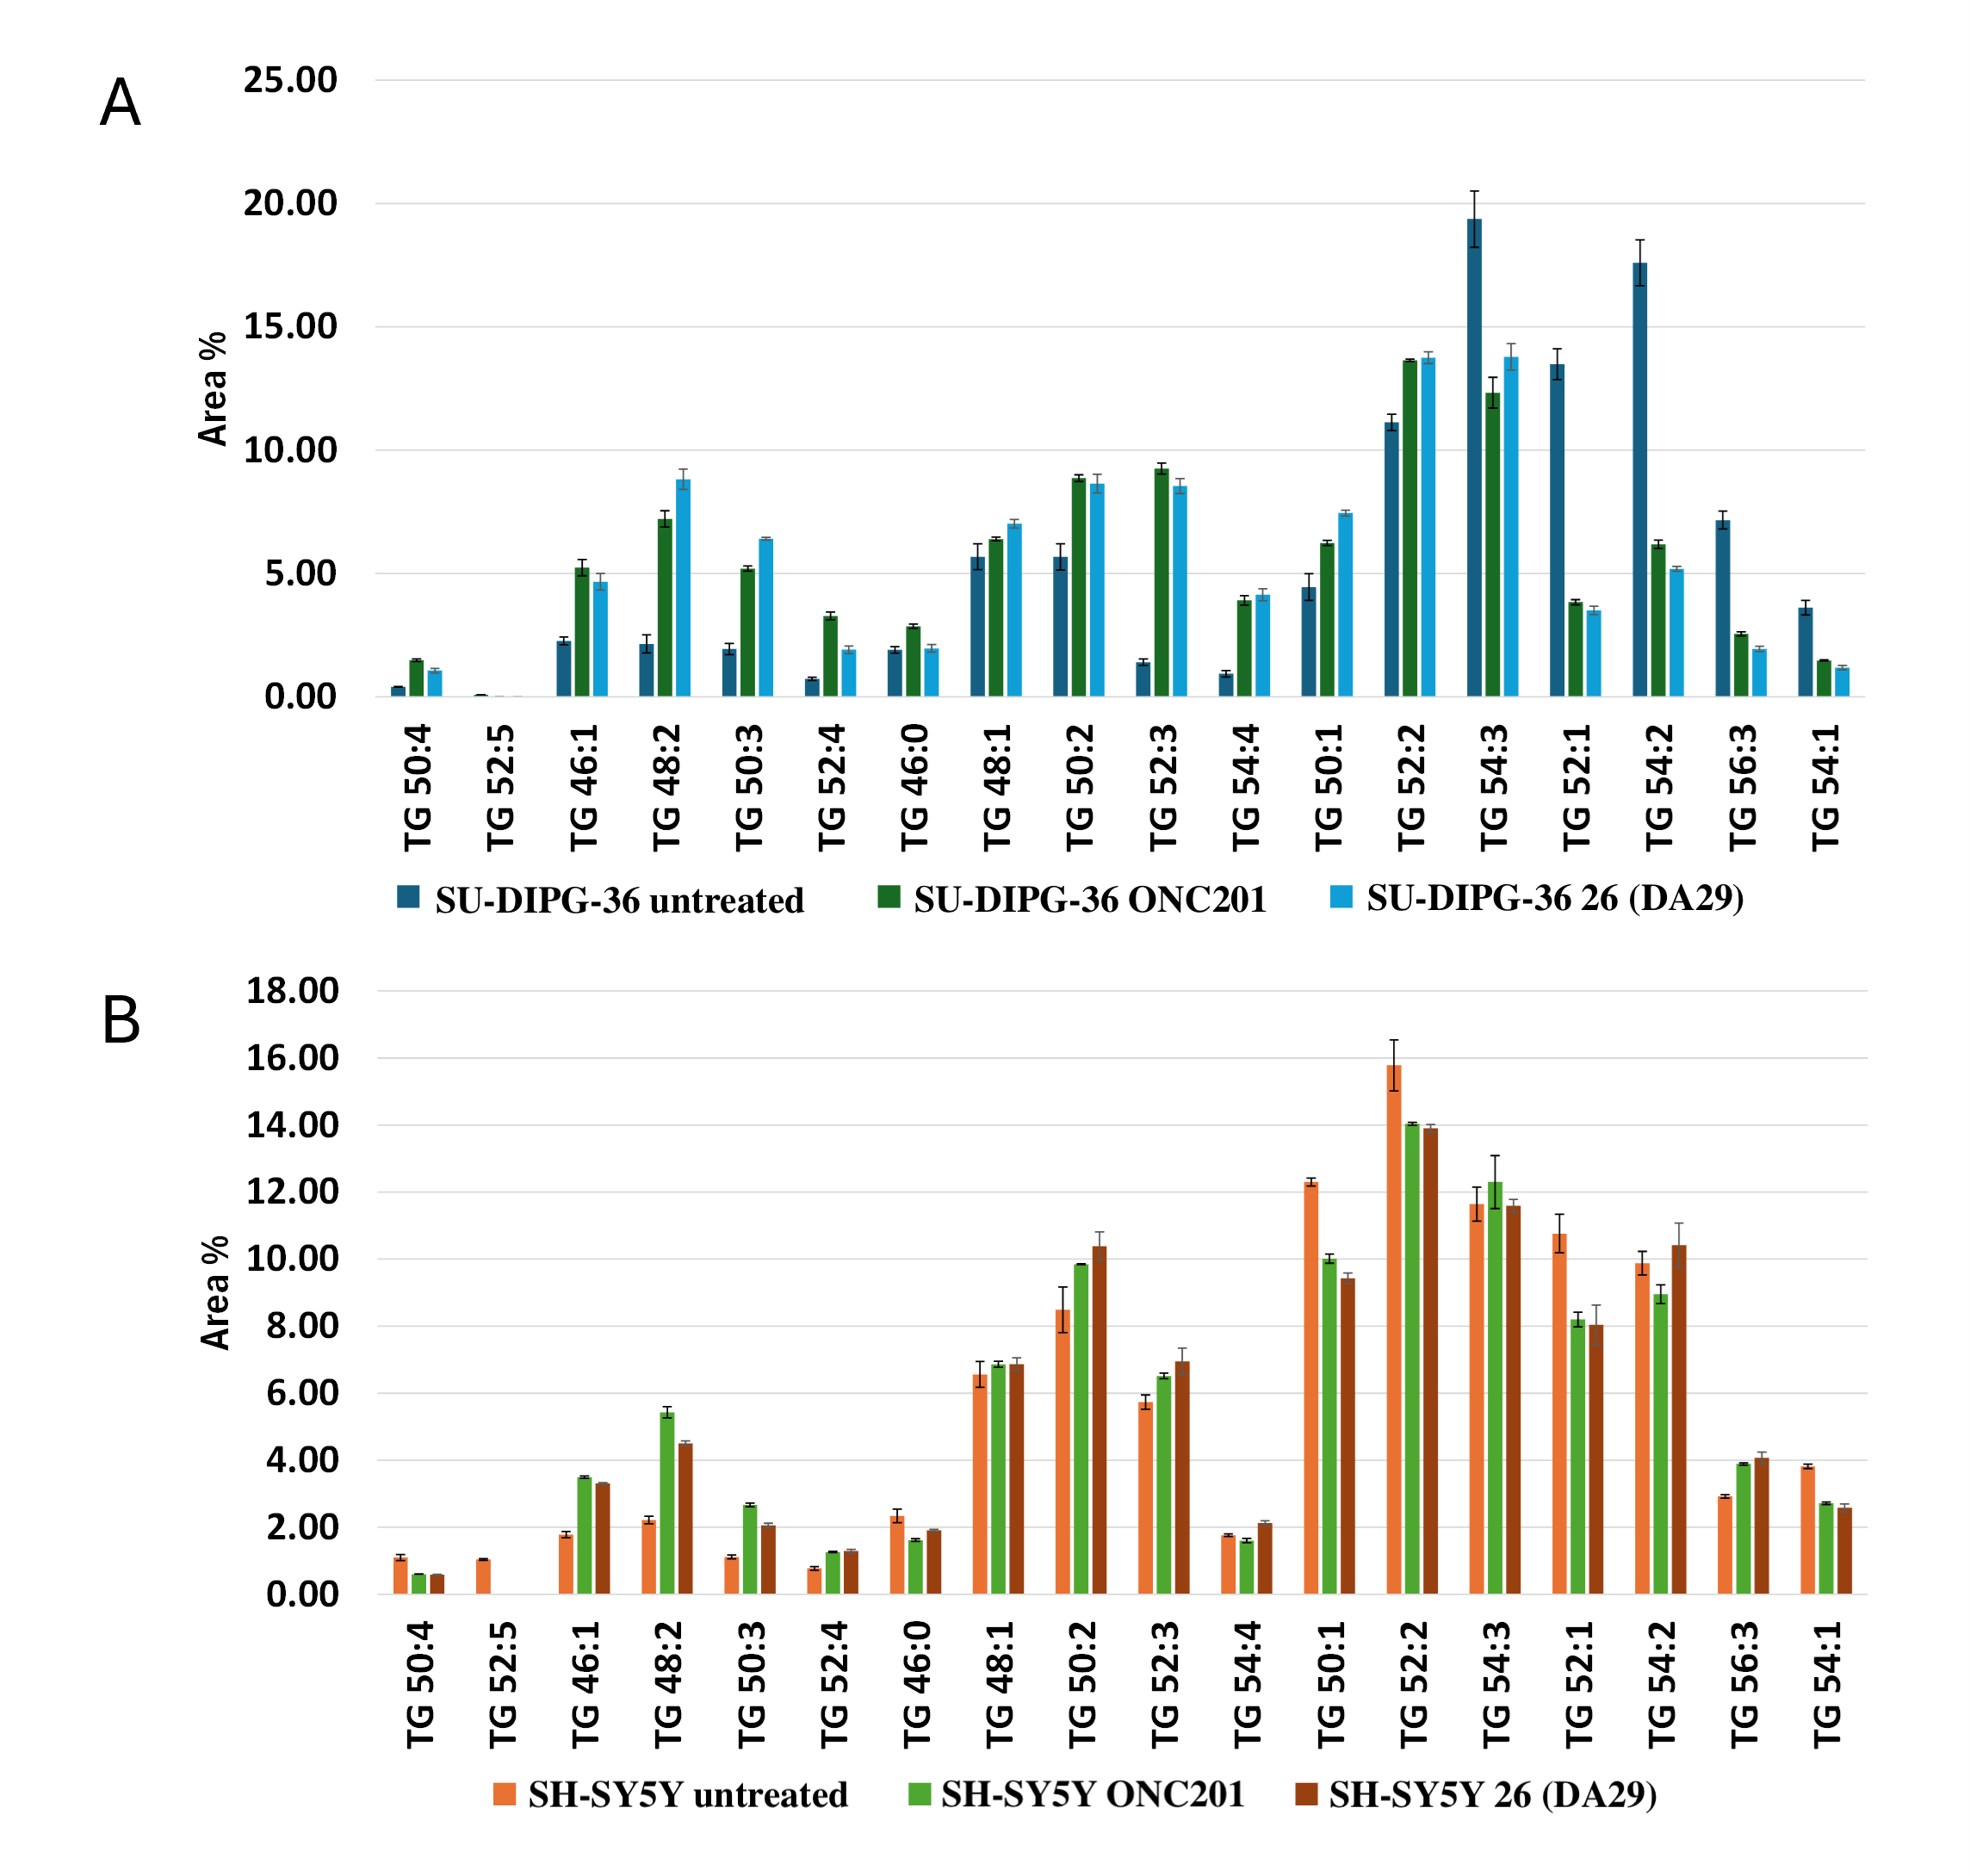 A
25.00
20.00
15.00
10.00
5.00
0.00
Area %
TG 50:4
TG 52:5
TG 46:1
TG 48:2
TG 50:3
TG 52:4
TG 46:0
TG 48:1
TG 50:2
TG 52:3
TG 54:4
TG 50:1
TG 52:2
TG 54:3
TG 52:1
TG 54:2
TG 56:3
TG 54:1
SU-DIPG-36 untreated
SU-DIPG-36 ONC201
SU-DIPG-36 26 (DA29)
B
18.00
16.00
14.00
12.00
10.00
8.00
6.00
4.00
2.00
0.00
Area %
TG 50:4
TG 52:5
TG 46:1
TG 48:2
TG 50:3
TG 52:4
TG 46:0
TG 48:1
TG 50:2
TG 52:3
TG 54:4
TG 50:1
TG 52:2
TG 54:3
TG 52:1
TG 54:2
TG 56:3
TG 54:1
SH-SY5Y untreated
SH-SY5Y ONC201
SH-SY5Y 26 (DA29)